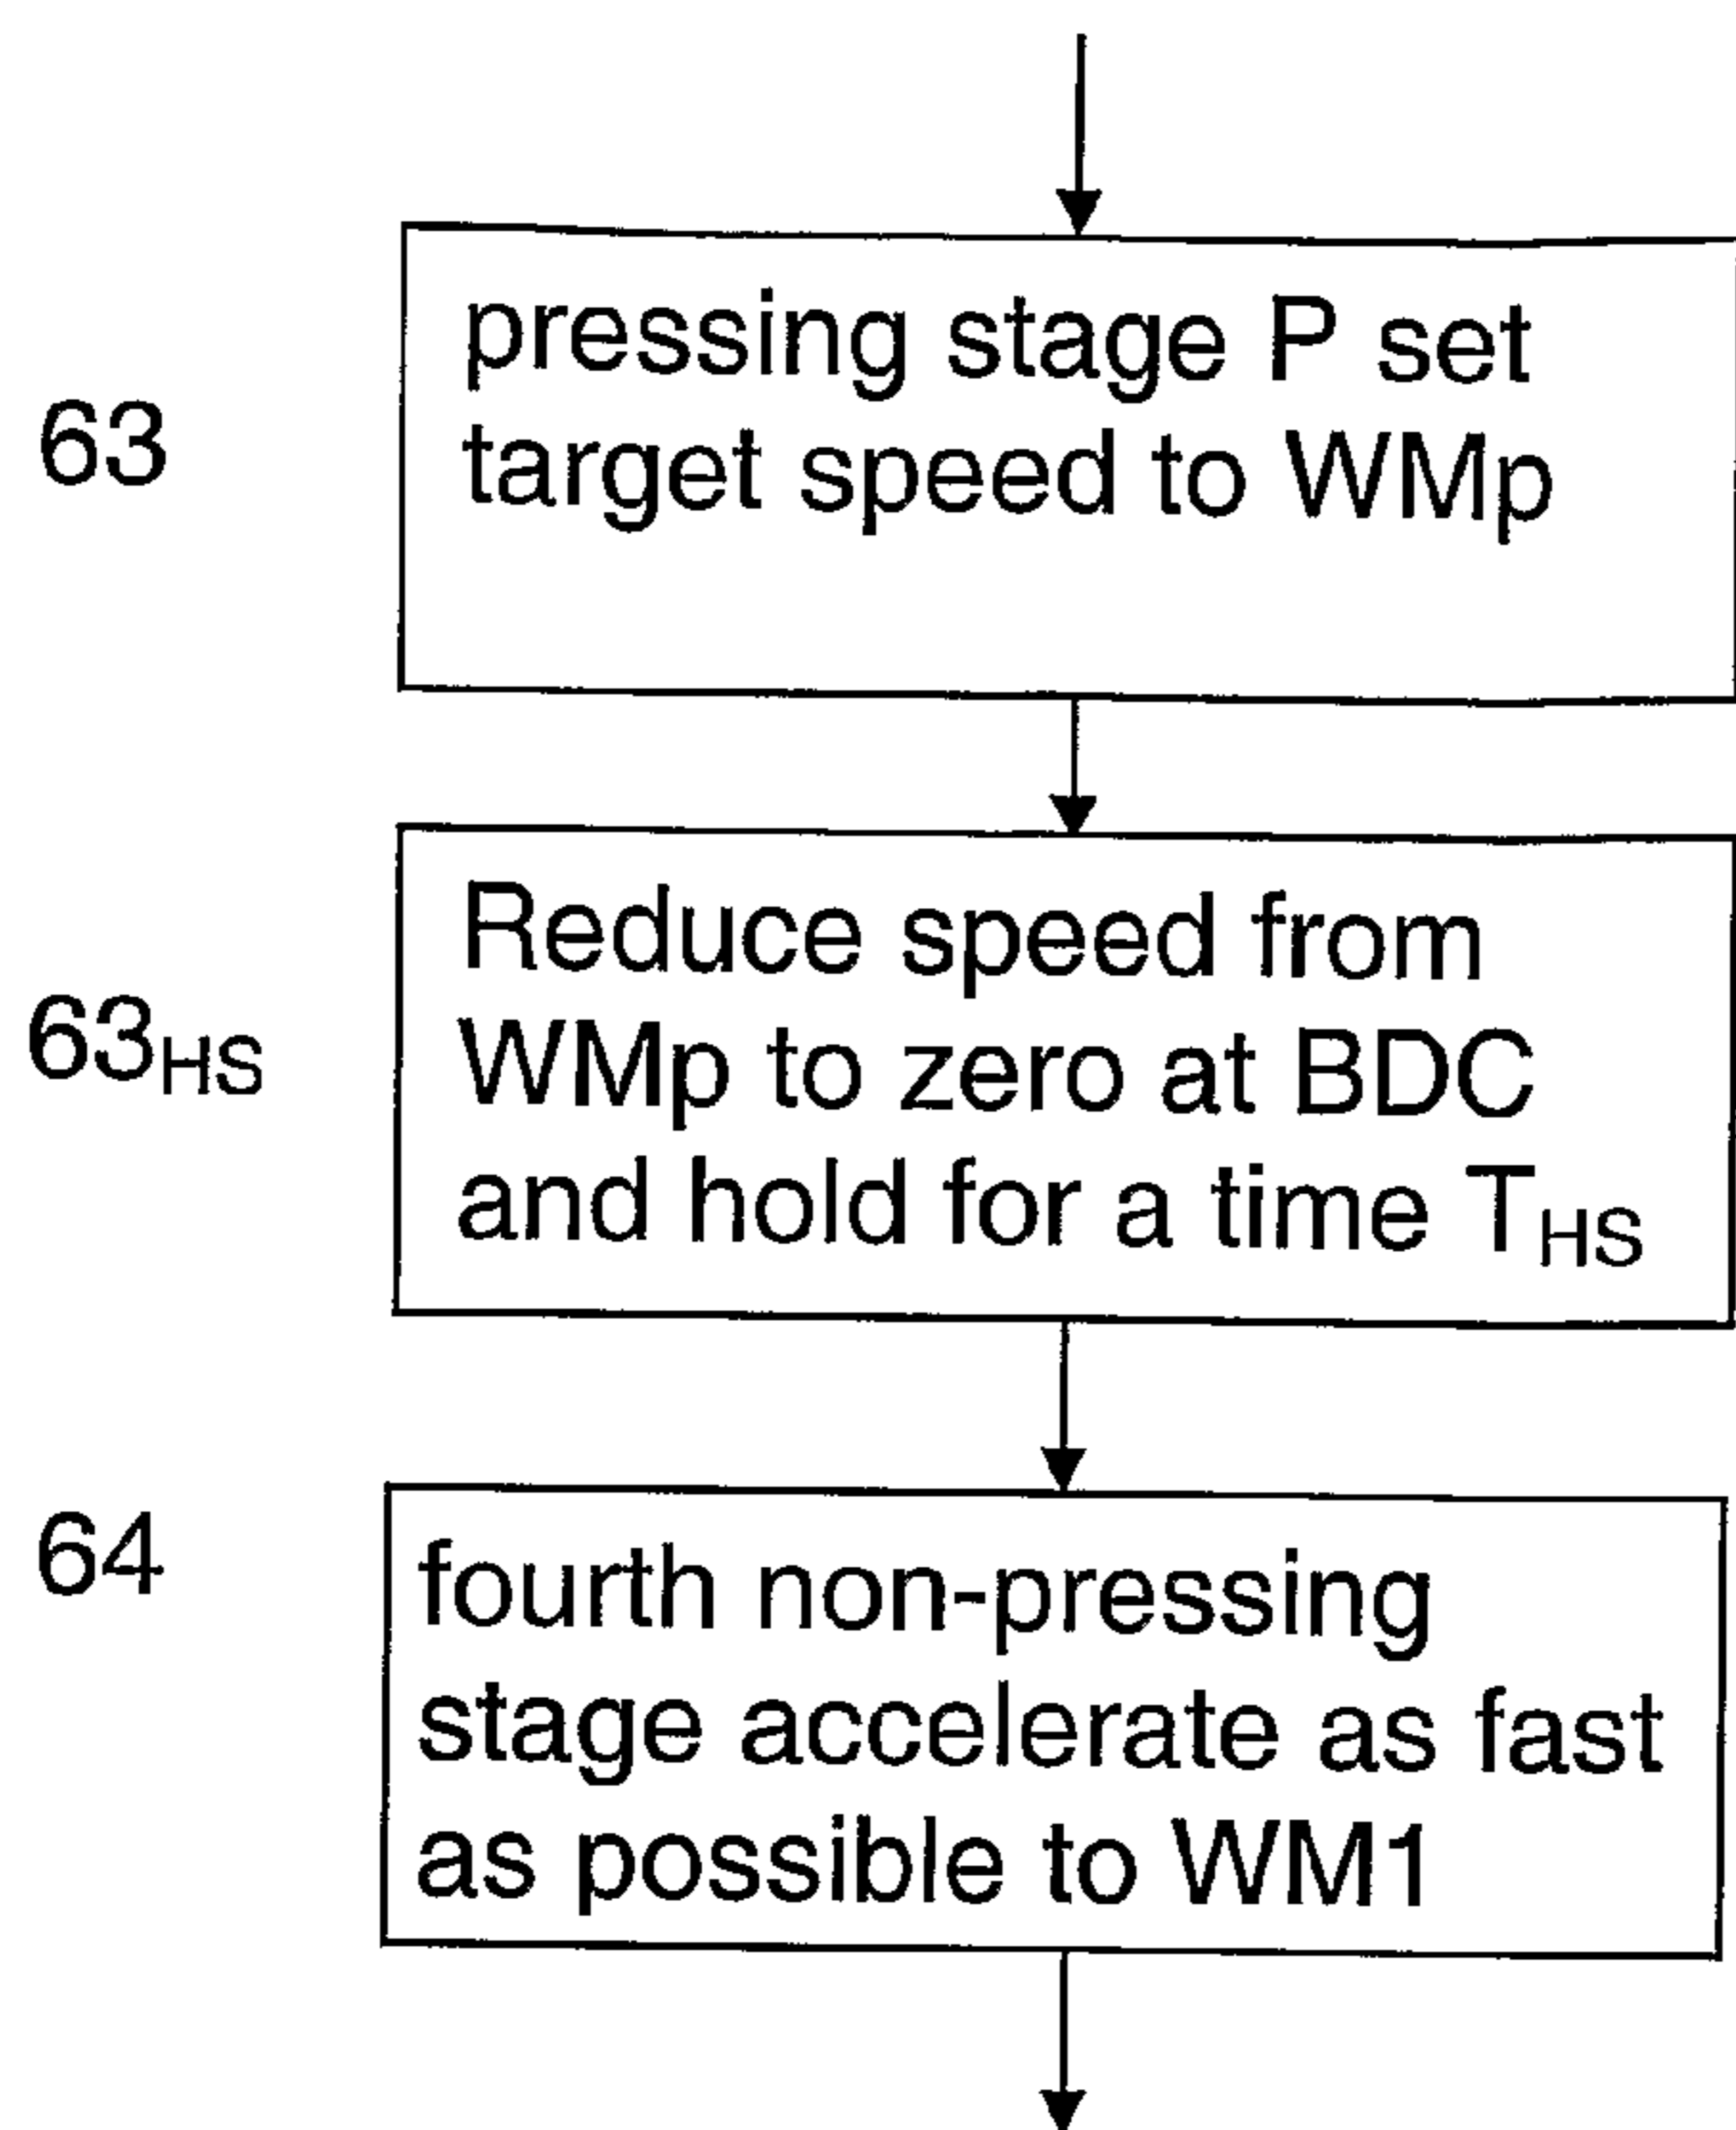 63
pressing stage P set
target speed to WMp
63HS
Reduce speed from
WMp to zero at BDC
and hold for a time THS
64
fourth non-pressing
stage accelerate as fast
as possible to WM1